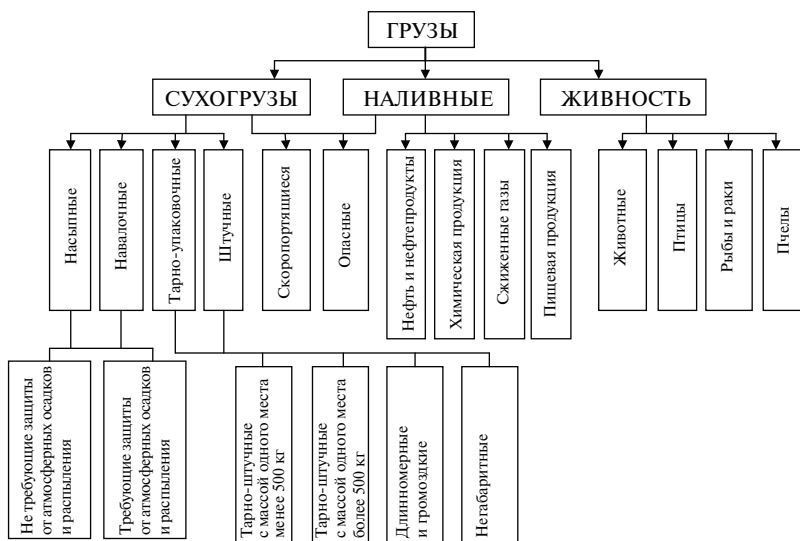 ГРУЗЫ
СУХОГРУЗЫ
НАЛИВНЫЕ
ЖИВНОСТЬ
Насыпные
Навалочные
Тарно-упаковочные
Штучные
Скоропортящиеся
Опасные
Нефть и нефтепродукты
Химическая продукция
Сжиженные газы
Пищевая продукция
Животные
Птицы
Рыбы и раки
Пчелы
Не требующие защиты
от атмосферных осадков
и распыления
Требующие защиты
от атмосферных осадков
и распыления
Тарно-штучные
с массой одного места
менее 500 кг
Тарно-штучные
с массой одного места
более 500 кг
Длинномерные
и громоздкие
Негабаритные